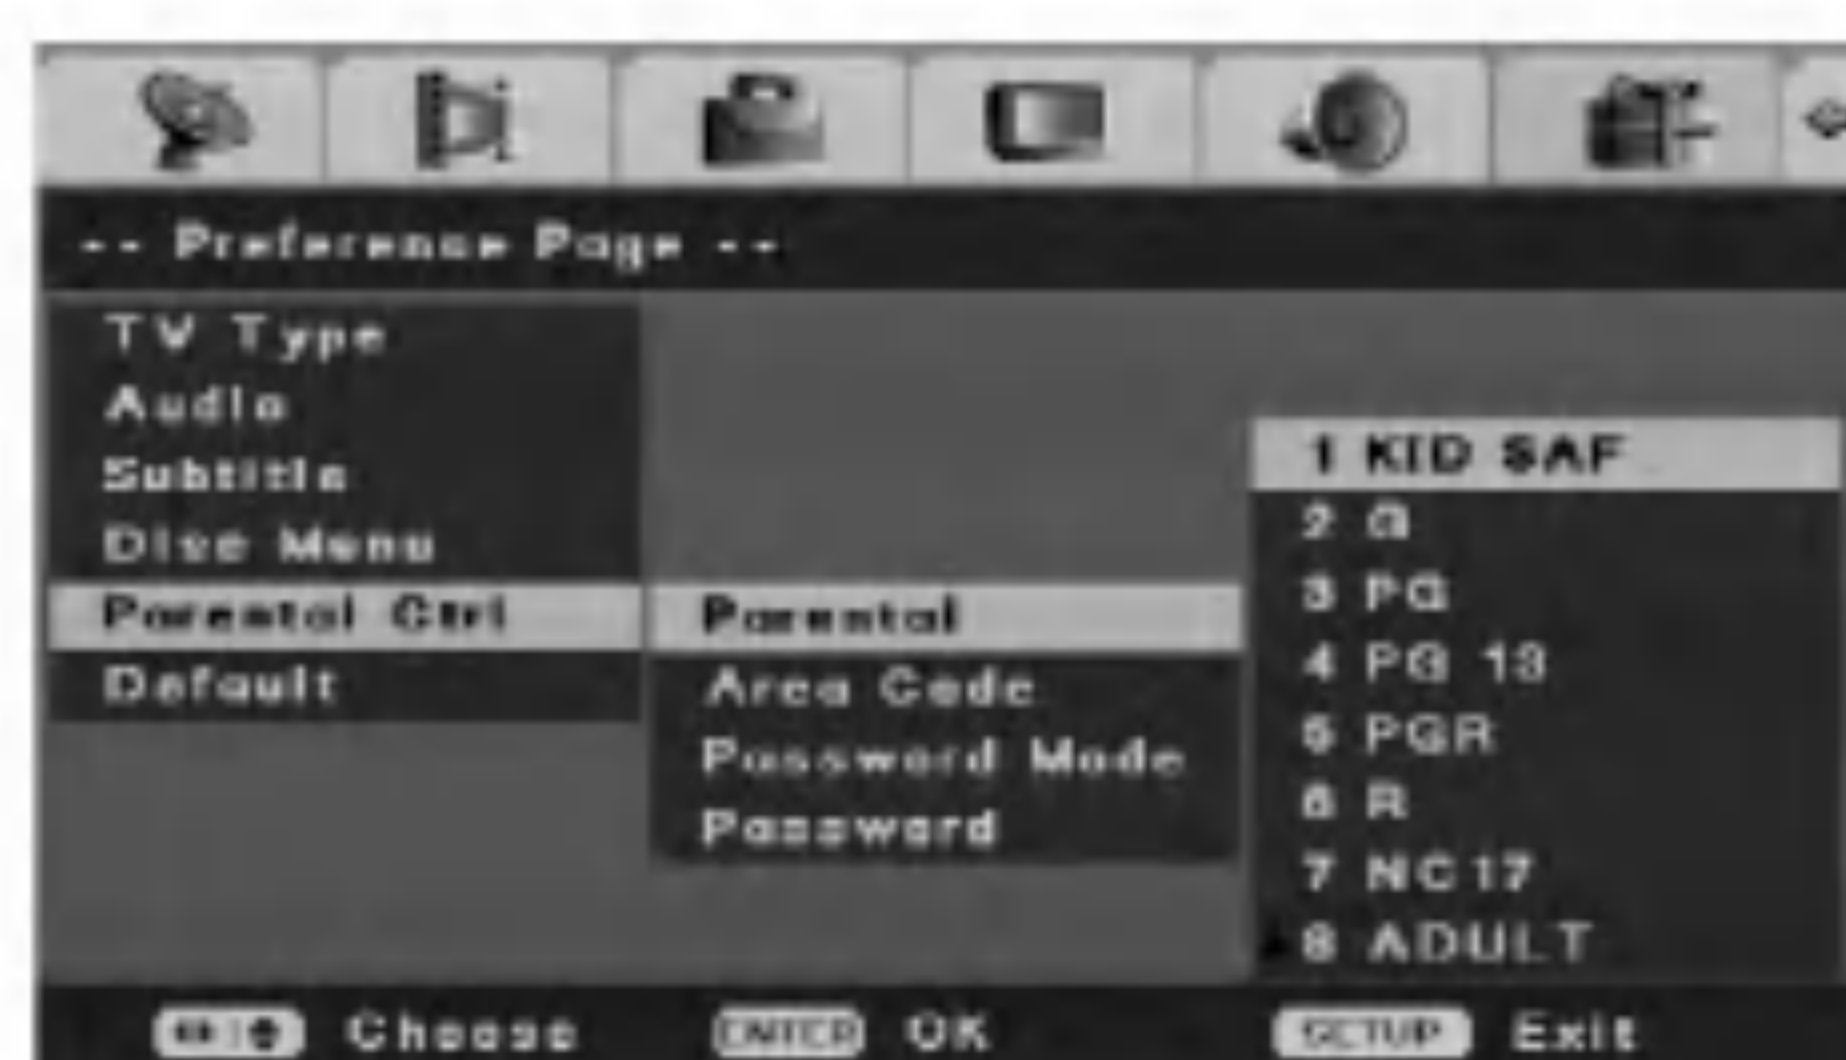 -- Preference Page --
TV Type
Audio
Subtitle
Disc Menu
Parental Ctrl
Default
Parental
Area Code
Password Mode
Password
1 KID SAF
2 G
3 PG
4 PG 13
5 PGR
6 R
7 NC17
8 ADULT
Choose ENTER OK SETUP Exit